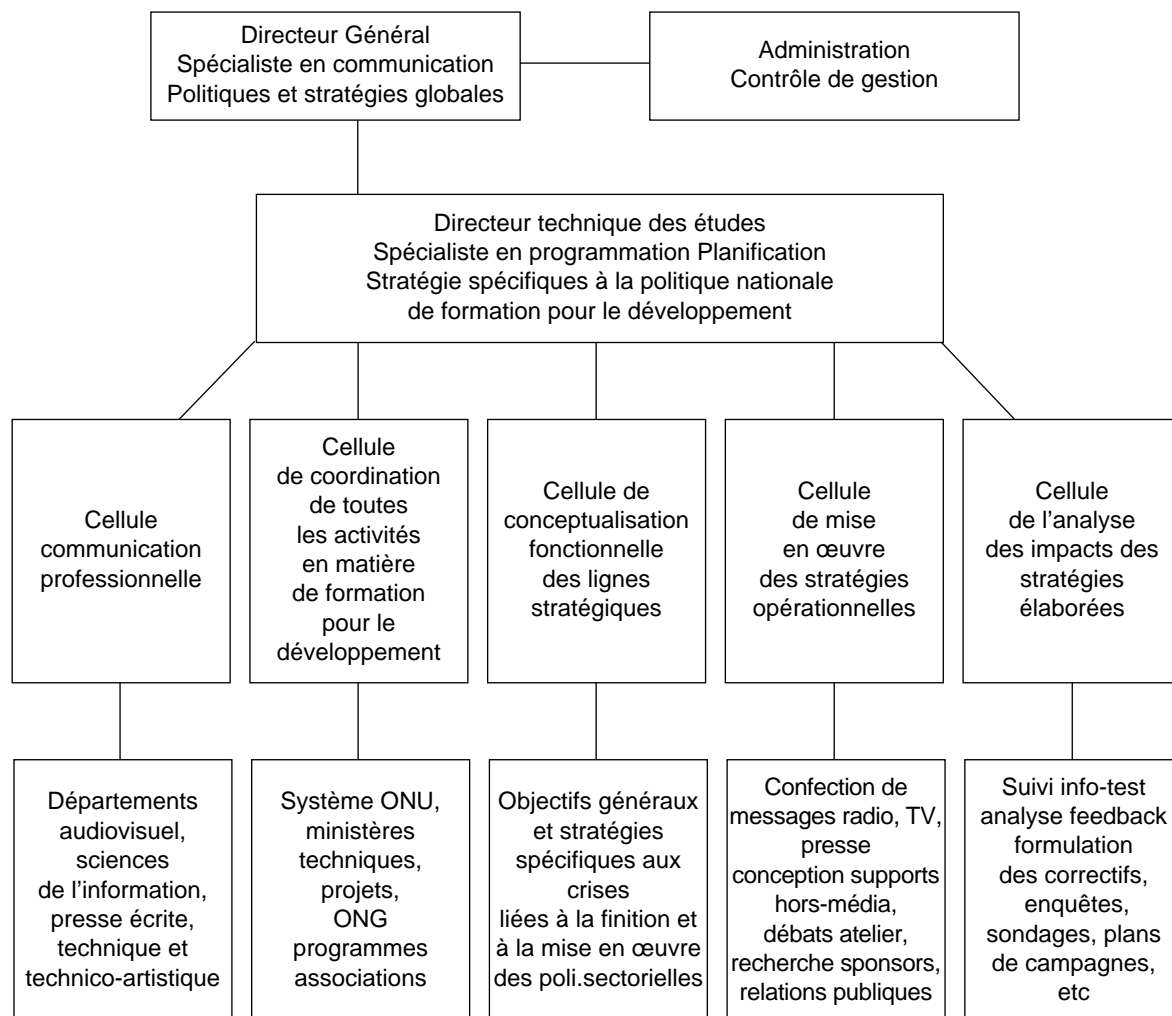 Directeur Général
Spécialiste en communication
Politiques et stratégies globales
Administration
Contrôle de gestion
Directeur technique des études
Spécialiste en programmation Planification
Stratégie spécifiques à la politique nationale
de formation pour le développement
Cellule
communication
professionnelle
Cellule
de coordination
de toutes
les activités
en matière
de formation
pour le
développement
Cellule de
conceptualisation
fonctionnelle
des lignes
stratégiques
Cellule
de mise
en œuvre
des stratégies
opérationnelles
Cellule
de l’analyse
des impacts des
stratégies
élaborées
Départements
audiovisuel,
sciences
de l’information,
presse écrite,
technique et
technico-artistique
Système ONU,
ministères
techniques,
projets,
ONG
programmes
associations
Objectifs généraux
et stratégies
spécifiques aux
crises
liées à la finition et
à la mise en œuvre
des poli.sectorielles
Confection de
messages radio, TV,
presse
conception supports
hors-média,
débats atelier,
recherche sponsors,
relations publiques
Suivi info-test
analyse feedback
formulation
des correctifs,
enquêtes,
sondages, plans
de campagnes,
etc